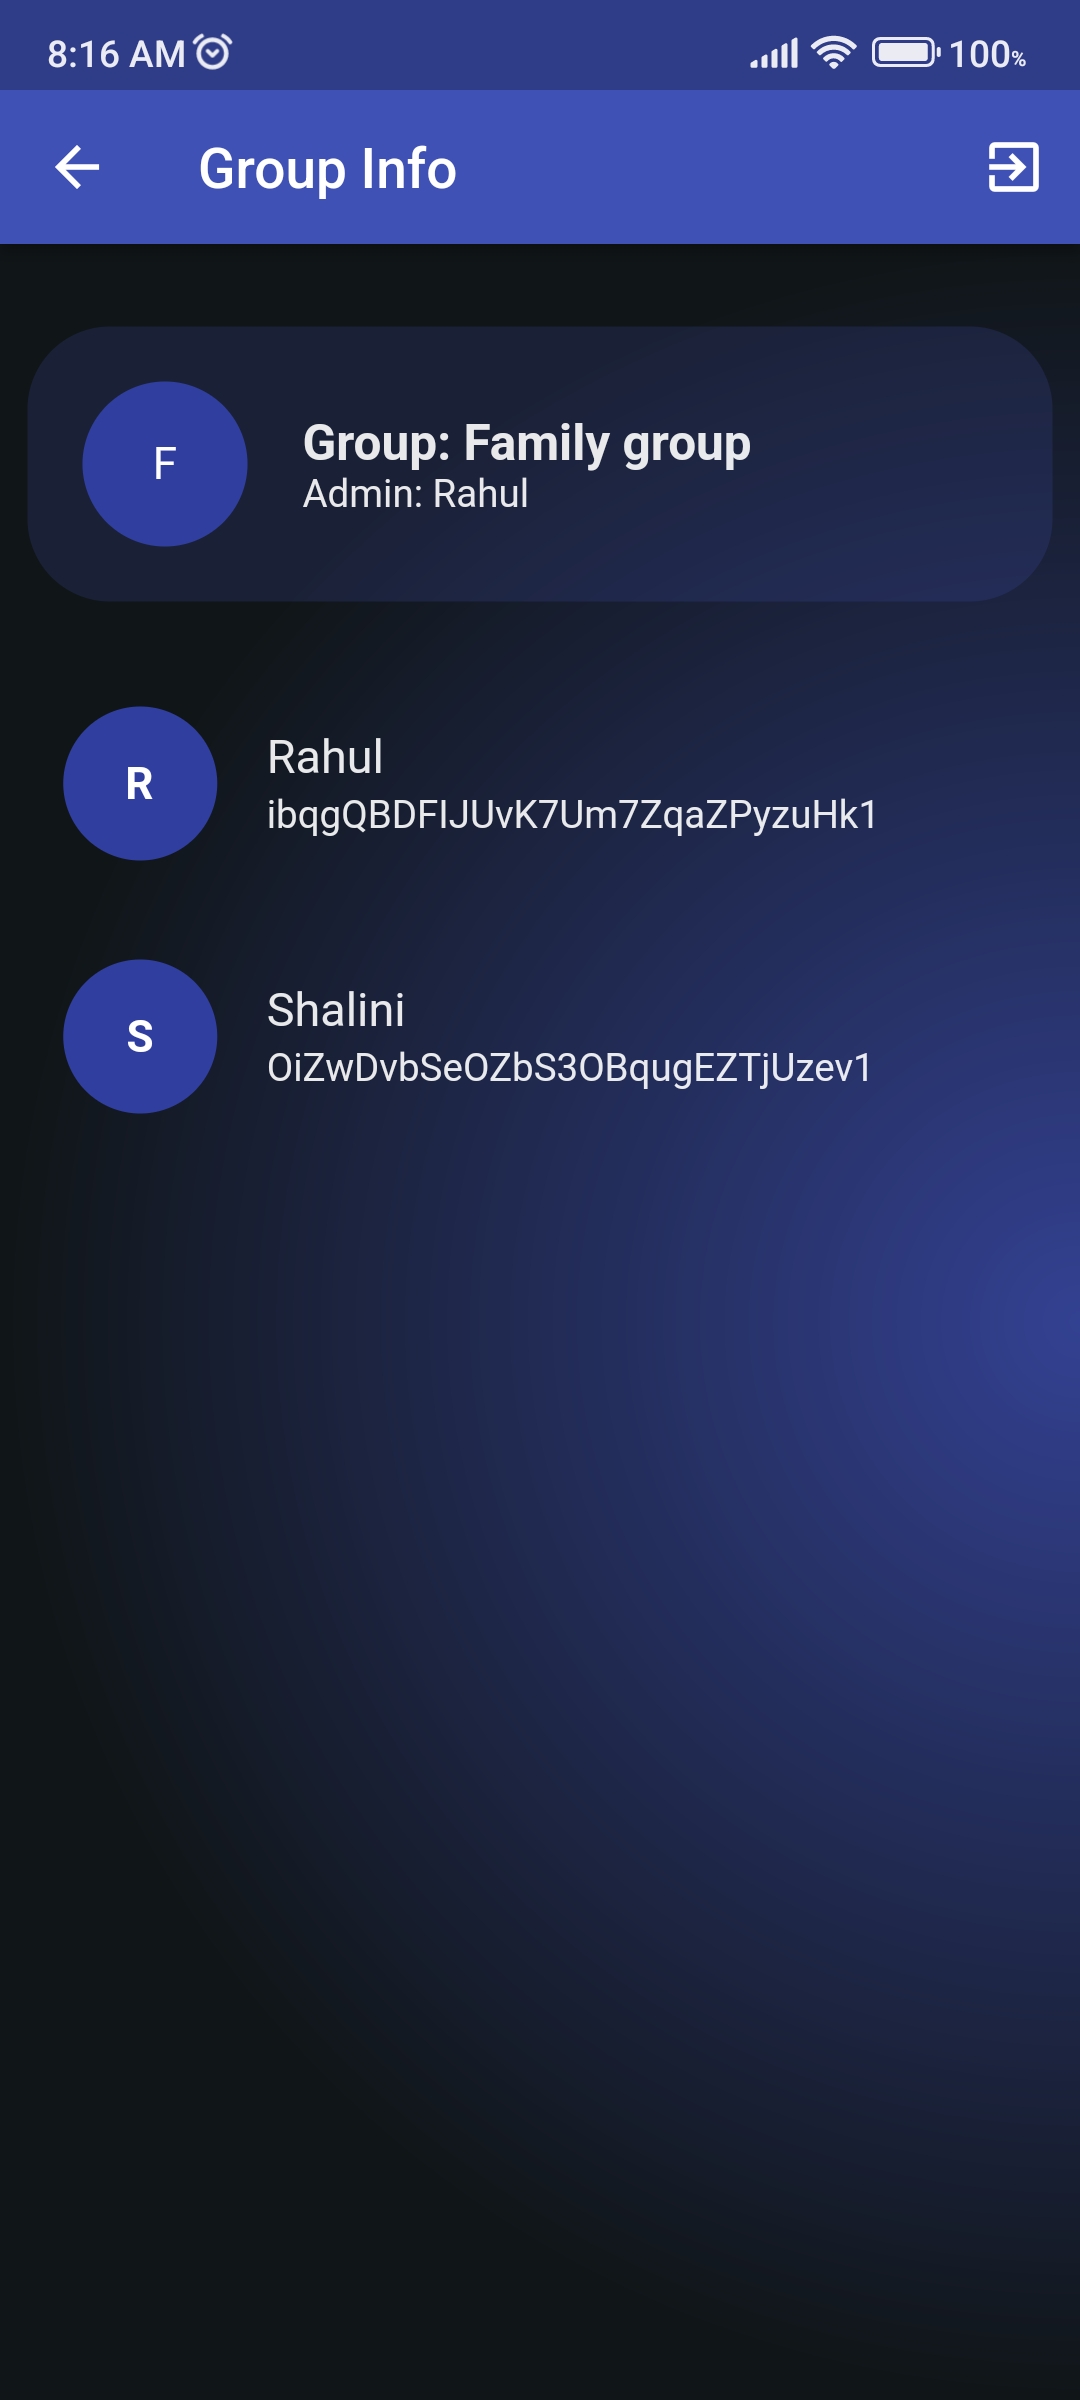 8:16 AM 100%
Group Info
F
Group: Family group
Admin: Rahul
R
Rahul
ibqgQBDFIJUvK7Um7ZqaZPyzuHk1
S
Shalini
OiZwDvbSeOZbS3OBqugEZTjUzev1